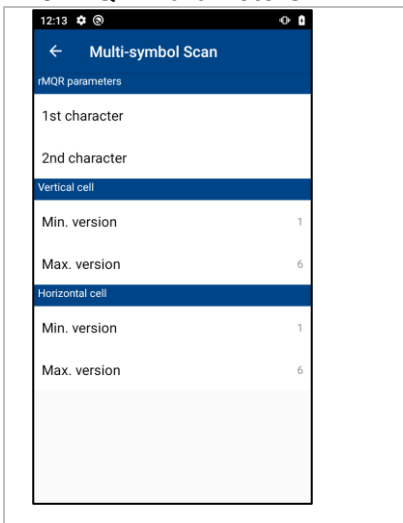 12:13
Multi-symbol Scan
rMQR parameters
1st character
2nd character
Vertical cell
Min. version 1
Max. version 6
Horizontal cell
Min. version 1
Max. version 6